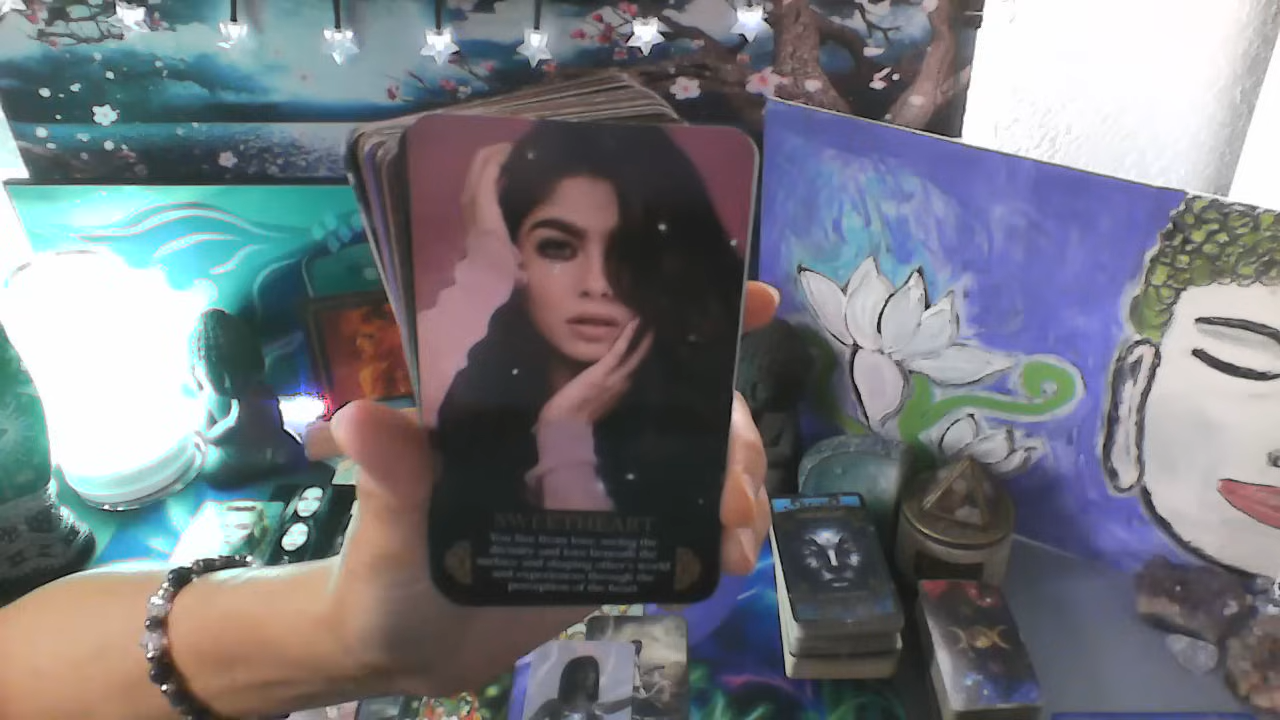 SWEETHEART
You live from love, seeing the
divinity and love beneath the
surface and shaping other's world
and experiences through the
perception of the heart